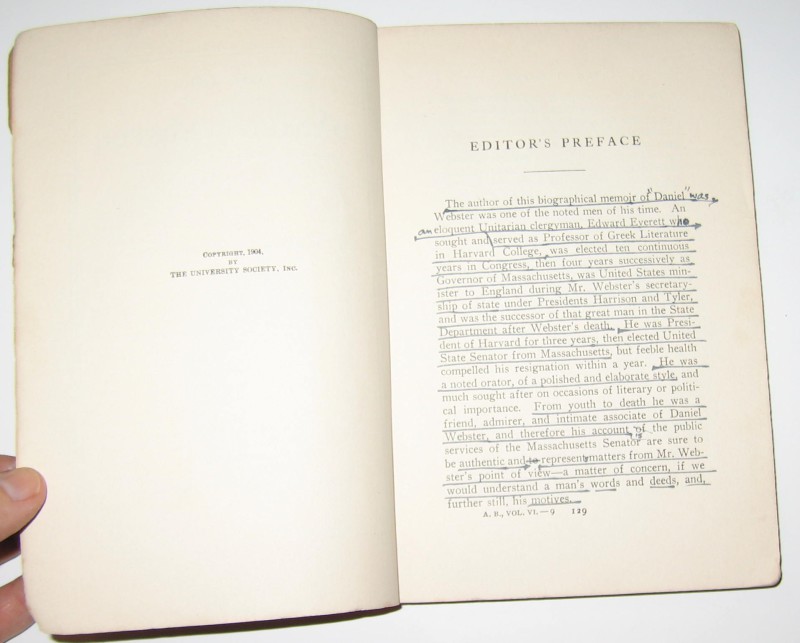 COPYRIGHT, 1904,
BY
THE UNIVERSITY SOCIETY, INC.
EDITOR'S PREFACE
The author of this biographical memoir of "Daniel" was
Webster was one of the noted men of his time. An
an eloquent Unitarian clergyman, Edward Everett who
sought and served as Professor of Greek Literature
in Harvard College, was elected ten continuous
years in Congress, then four years successively as
Governor of Massachusetts, was United States min-
ister to England during Mr. Webster's secretary-
ship of state under Presidents Harrison and Tyler,
and was the successor of that great man in the State
Department after Webster's death. He was Presi-
dent of Harvard for three years, then elected United
State Senator from Massachusetts, but feeble health
compelled his resignation within a year. He was
a noted orator, of a polished and elaborate style, and
much sought after on occasions of literary or politi-
cal importance. From youth to death he was a
friend, admirer, and intimate associate of Daniel
Webster, and therefore his account of the public
is
services of the Massachusetts Senator are sure to
be authentic and to represent matters from Mr. Web-
ster's point of view—a matter of concern, if we
would understand a man's words and deeds, and,
further still, his motives.
A. B., VOL. VI.—9 129